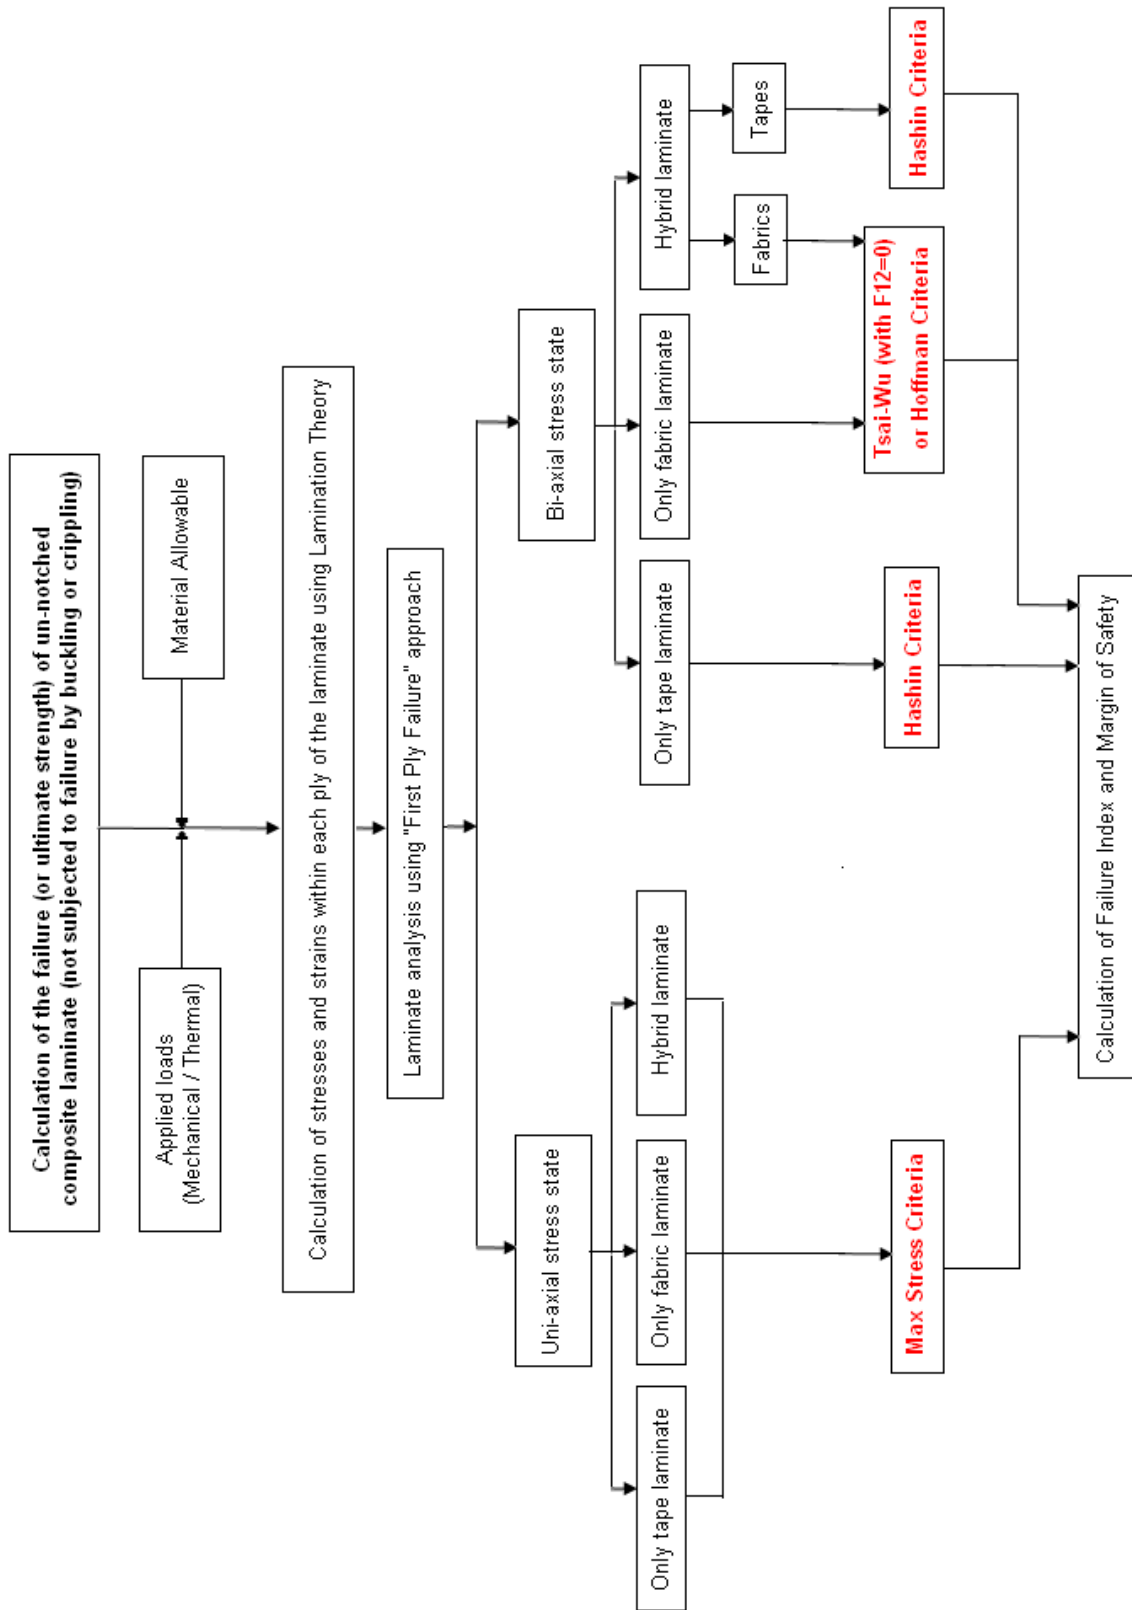 Calculation of the failure (or ultimate strength) of un-notched
composite laminate (not subjected to failure by buckling or crippling)
Applied loads
(Mechanical / Thermal)
Material Allowable
Calculation of stresses and strains within each ply of the laminate using Lamination Theory
Laminate analysis using "First Ply Failure" approach
Uni-axial stress state
Bi-axial stress state
Only tape laminate
Only fabric laminate
Hybrid laminate
Only tape laminate
Only fabric laminate
Hybrid laminate
Fabrics
Tapes
Max Stress Criteria
Hashin Criteria
Tsai-Wu (with F12=0)
or Hoffman Criteria
Hashin Criteria
Calculation of Failure Index and Margin of Safety